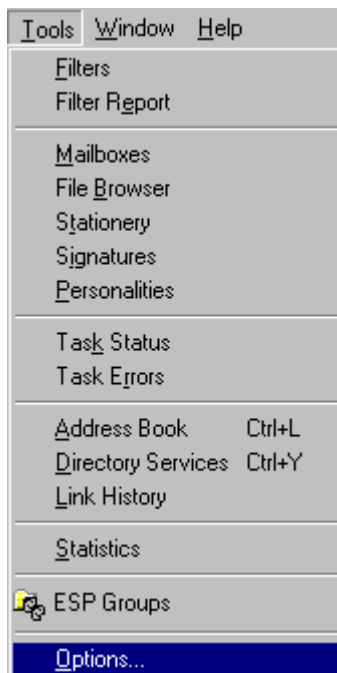 Tools Window Help
Filters
Filter Report
Mailboxes
File Browser
Stationery
Signatures
Personalities
Task Status
Task Errors
Address Book Ctrl+L
Directory Services Ctrl+Y
Link History
Statistics
ESP Groups
Options...